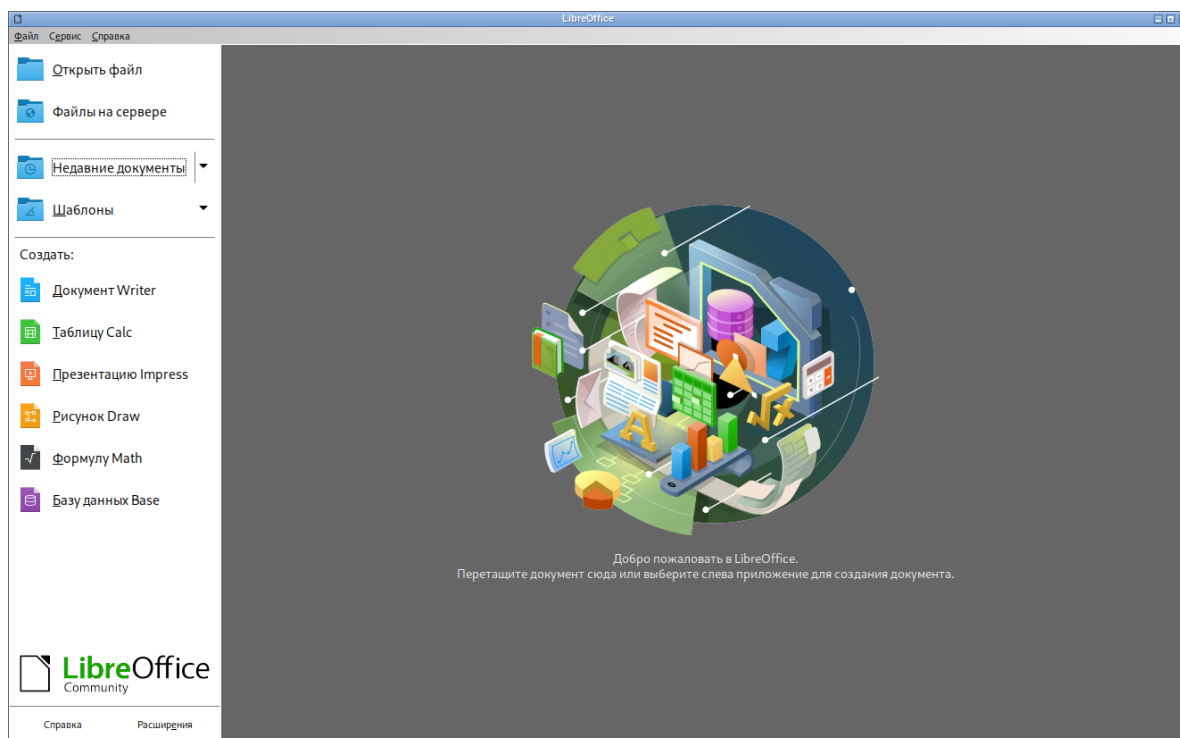 LibreOffice
Файл Сервис Справка
Открыть файл
Файлы на сервере
Недавние документы
Шаблоны
Создать:
Документ Writer
Таблицу Calc
Презентацию Impress
Рисунок Draw
Формулу Math
Базу данных Base
Добро пожаловать в LibreOffice.
Перетащите документ сюда или выберите слева приложение для создания документа.
LibreOffice
Community
Справка Расширения